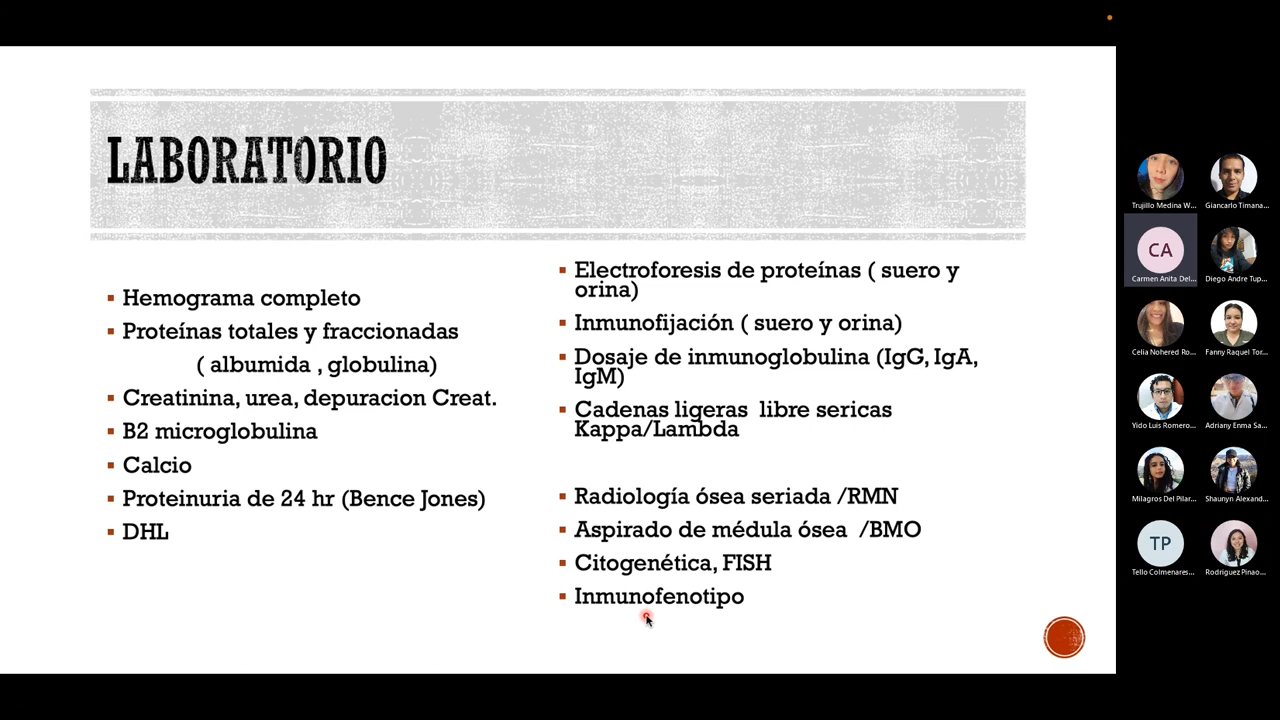 LABORATORIO
Hemograma completo
Proteínas totales y fraccionadas
( albumida , globulina)
Creatinina, urea, depuracion Creat.
B2 microglobulina
Calcio
Proteinuria de 24 hr (Bence Jones)
DHL
Electroforesis de proteínas ( suero y
orina)
Inmunofijación ( suero y orina)
Dosaje de inmunoglobulina (IgG, IgA,
IgM)
Cadenas ligeras libre sericas
Kappa/Lambda
Radiología ósea seriada /RMN
Aspirado de médula ósea /BMO
Citogenética, FISH
Inmunofenotipo
Trujillo Medina W... Giancarlo Timana...
CA
Carmen Anita Del... Diego Andre Tup...
Celia Nohered Ro... Fanny Raquel Tor...
Yido Luis Romero... Adriany Enma Sa...
Milagros Del Pilar... Shaunyn Alexand...
TP
Tello Colmenares... Rodriguez Pinao...